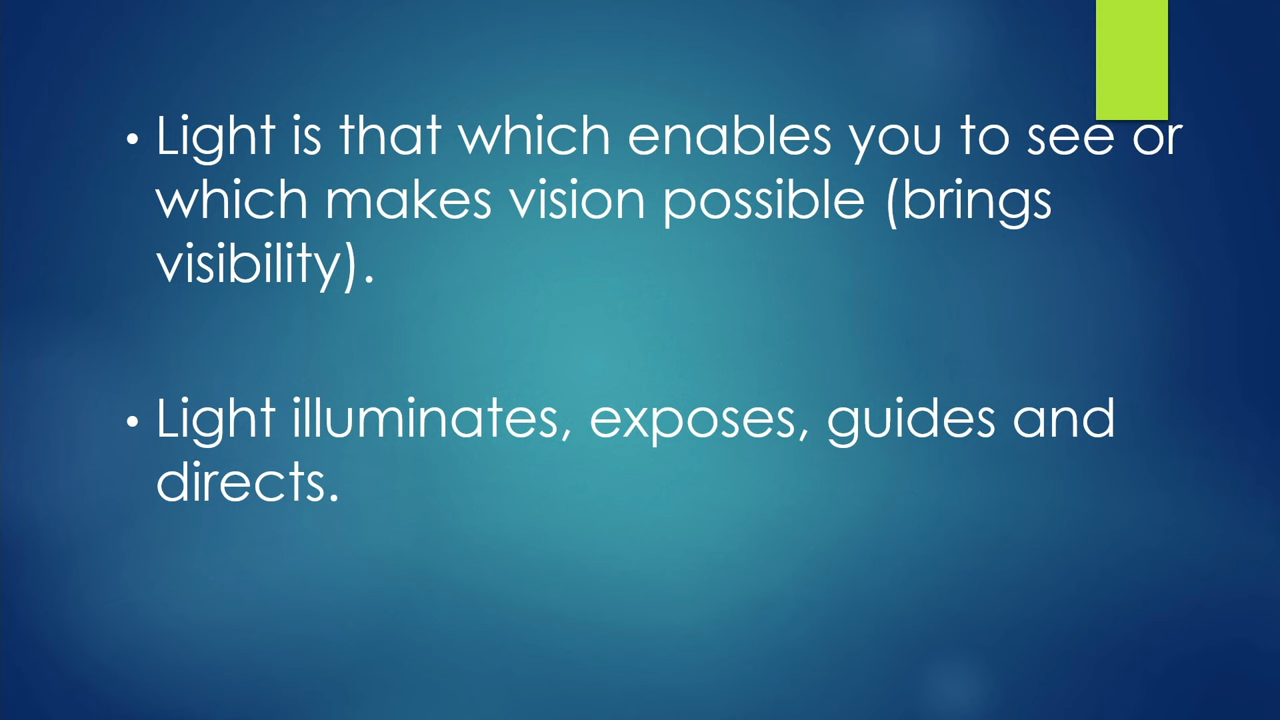 • Light is that which enables you to see or
which makes vision possible (brings
visibility).
• Light illuminates, exposes, guides and
directs.